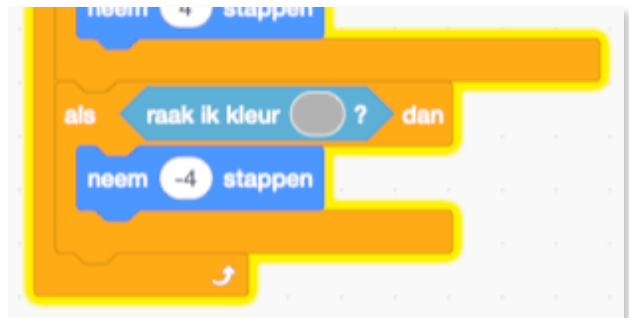 neem 4 stappen
als raak ik kleur ? dan
neem -4 stappen